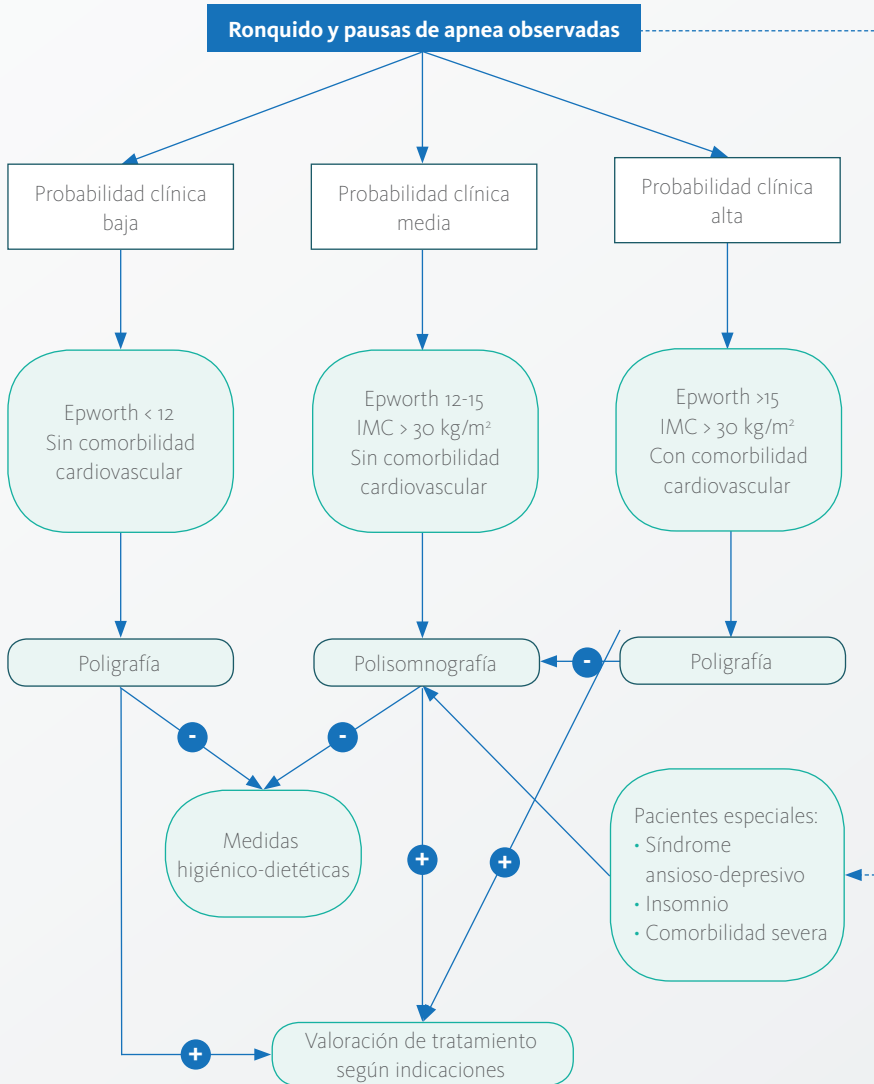 Ronquido y pausas de apnea observadas
Probabilidad clínica
baja
Probabilidad clínica
media
Probabilidad clínica
alta
Epworth < 12
Sin comorbilidad
cardiovascular
Epworth 12-15
IMC > 30 kg/m²
Sin comorbilidad
cardiovascular
Epworth >15
IMC > 30 kg/m²
Con comorbilidad
cardiovascular
Poligrafía
Polisomnografía
-
Poligrafía
-
-
Medidas
higiénico-dietéticas
+
+
Pacientes especiales:
• Síndrome
ansioso-depresivo
• Insomnio
• Comorbilidad severa
+
Valoración de tratamiento
según indicaciones